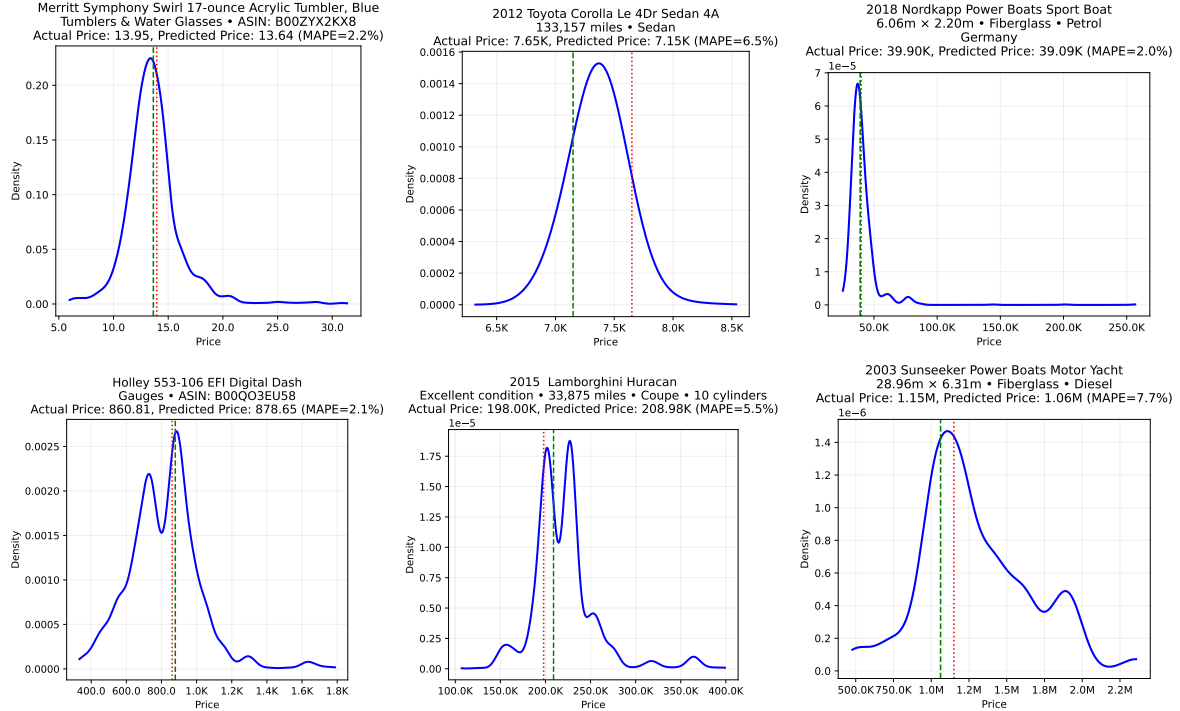 Merritt Symphony Swirl 17-ounce Acrylic Tumbler, Blue
Tumblers & Water Glasses • ASIN: B00ZYX2KX8
Actual Price: 13.95, Predicted Price: 13.64 (MAPE=2.2%)
0.20
0.15
0.10
0.05
0.00
Density
5.0 10.0 15.0 20.0 25.0 30.0
Price
2012 Toyota Corolla Le 4Dr Sedan 4A
133,157 miles • Sedan
Actual Price: 7.65K, Predicted Price: 7.15K (MAPE=6.5%)
0.0016
0.0014
0.0012
0.0010
0.0008
0.0006
0.0004
0.0002
0.0000
Density
6.5K 7.0K 7.5K 8.0K 8.5K
Price
2018 Nordkapp Power Boats Sport Boat
6.06m × 2.20m • Fiberglass • Petrol
Germany
Actual Price: 39.90K, Predicted Price: 39.09K (MAPE=2.0%)
1e−5
7
6
5
4
3
2
1
0
Density
50.0K 100.0K 150.0K 200.0K 250.0K
Price
Holley 553-106 EFI Digital Dash
Gauges • ASIN: B00QO3EU58
Actual Price: 860.81, Predicted Price: 878.65 (MAPE=2.1%)
0.0025
0.0020
0.0015
0.0010
0.0005
0.0000
Density
400.0 600.0 800.0 1.0K 1.2K 1.4K 1.6K 1.8K
Price
2015  Lamborghini Huracan
Excellent condition • 33,875 miles • Coupe • 10 cylinders
Actual Price: 198.00K, Predicted Price: 208.98K (MAPE=5.5%)
1e−5
1.75
1.50
1.25
1.00
0.75
0.50
0.25
0.00
Density
100.0K 150.0K 200.0K 250.0K 300.0K 350.0K 400.0K
Price
2003 Sunseeker Power Boats Motor Yacht
28.96m × 6.31m • Fiberglass • Diesel
Actual Price: 1.15M, Predicted Price: 1.06M (MAPE=7.7%)
1e−6
1.4
1.2
1.0
0.8
0.6
0.4
0.2
0.0
Density
500.0K 750.0K 1.0M 1.2M 1.5M 1.8M 2.0M 2.2M
Price